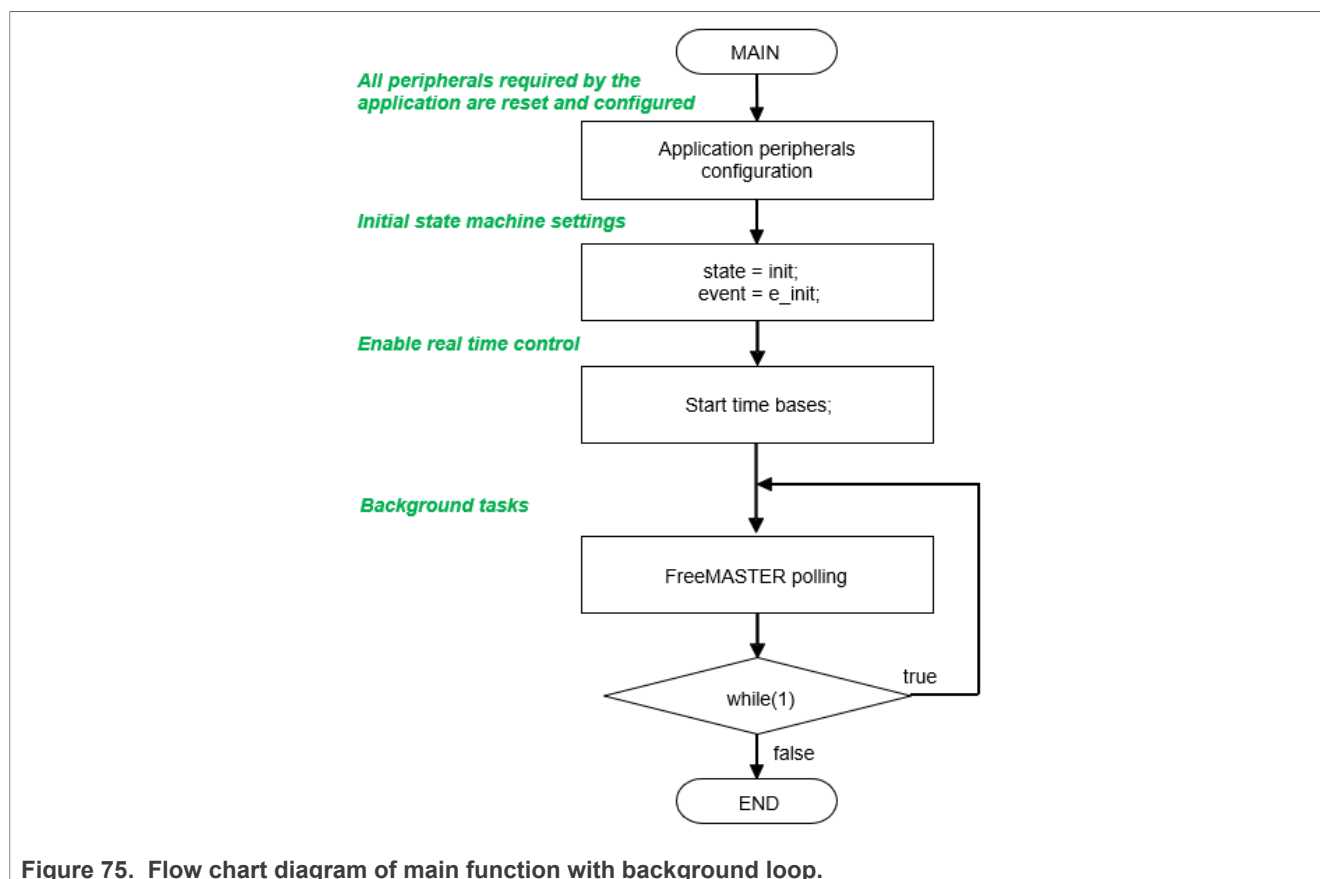 MAIN
All peripherals required by the
application are reset and configured
Application peripherals
configuration
Initial state machine settings
state = init;
event = e_init;
Enable real time control
Start time bases;
Background tasks
FreeMASTER polling
true
while(1)
false
END
Figure 75. Flow chart diagram of main function with background loop.